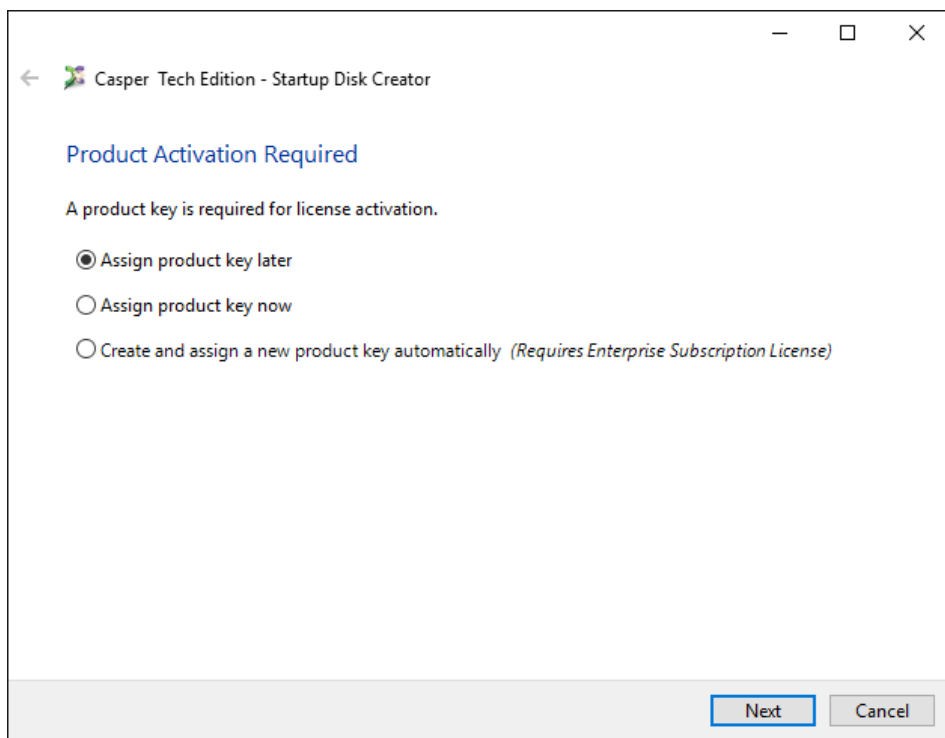 Casper Tech Edition - Startup Disk Creator
Product Activation Required
A product key is required for license activation.
Assign product key later
Assign product key now
Create and assign a new product key automatically (Requires Enterprise Subscription License)
Next Cancel